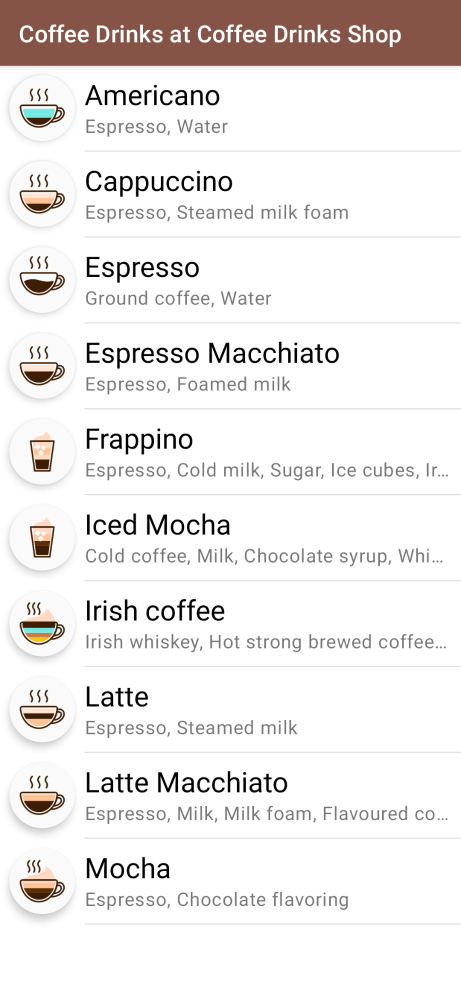 Coffee Drinks at Coffee Drinks Shop
Americano
Espresso, Water
Cappuccino
Espresso, Steamed milk foam
Espresso
Ground coffee, Water
Espresso Macchiato
Espresso, Foamed milk
Frappino
Espresso, Cold milk, Sugar, Ice cubes, Ir...
Iced Mocha
Cold coffee, Milk, Chocolate syrup, Whi...
Irish coffee
Irish whiskey, Hot strong brewed coffee...
Latte
Espresso, Steamed milk
Latte Macchiato
Espresso, Milk, Milk foam, Flavoured co...
Mocha
Espresso, Chocolate flavoring